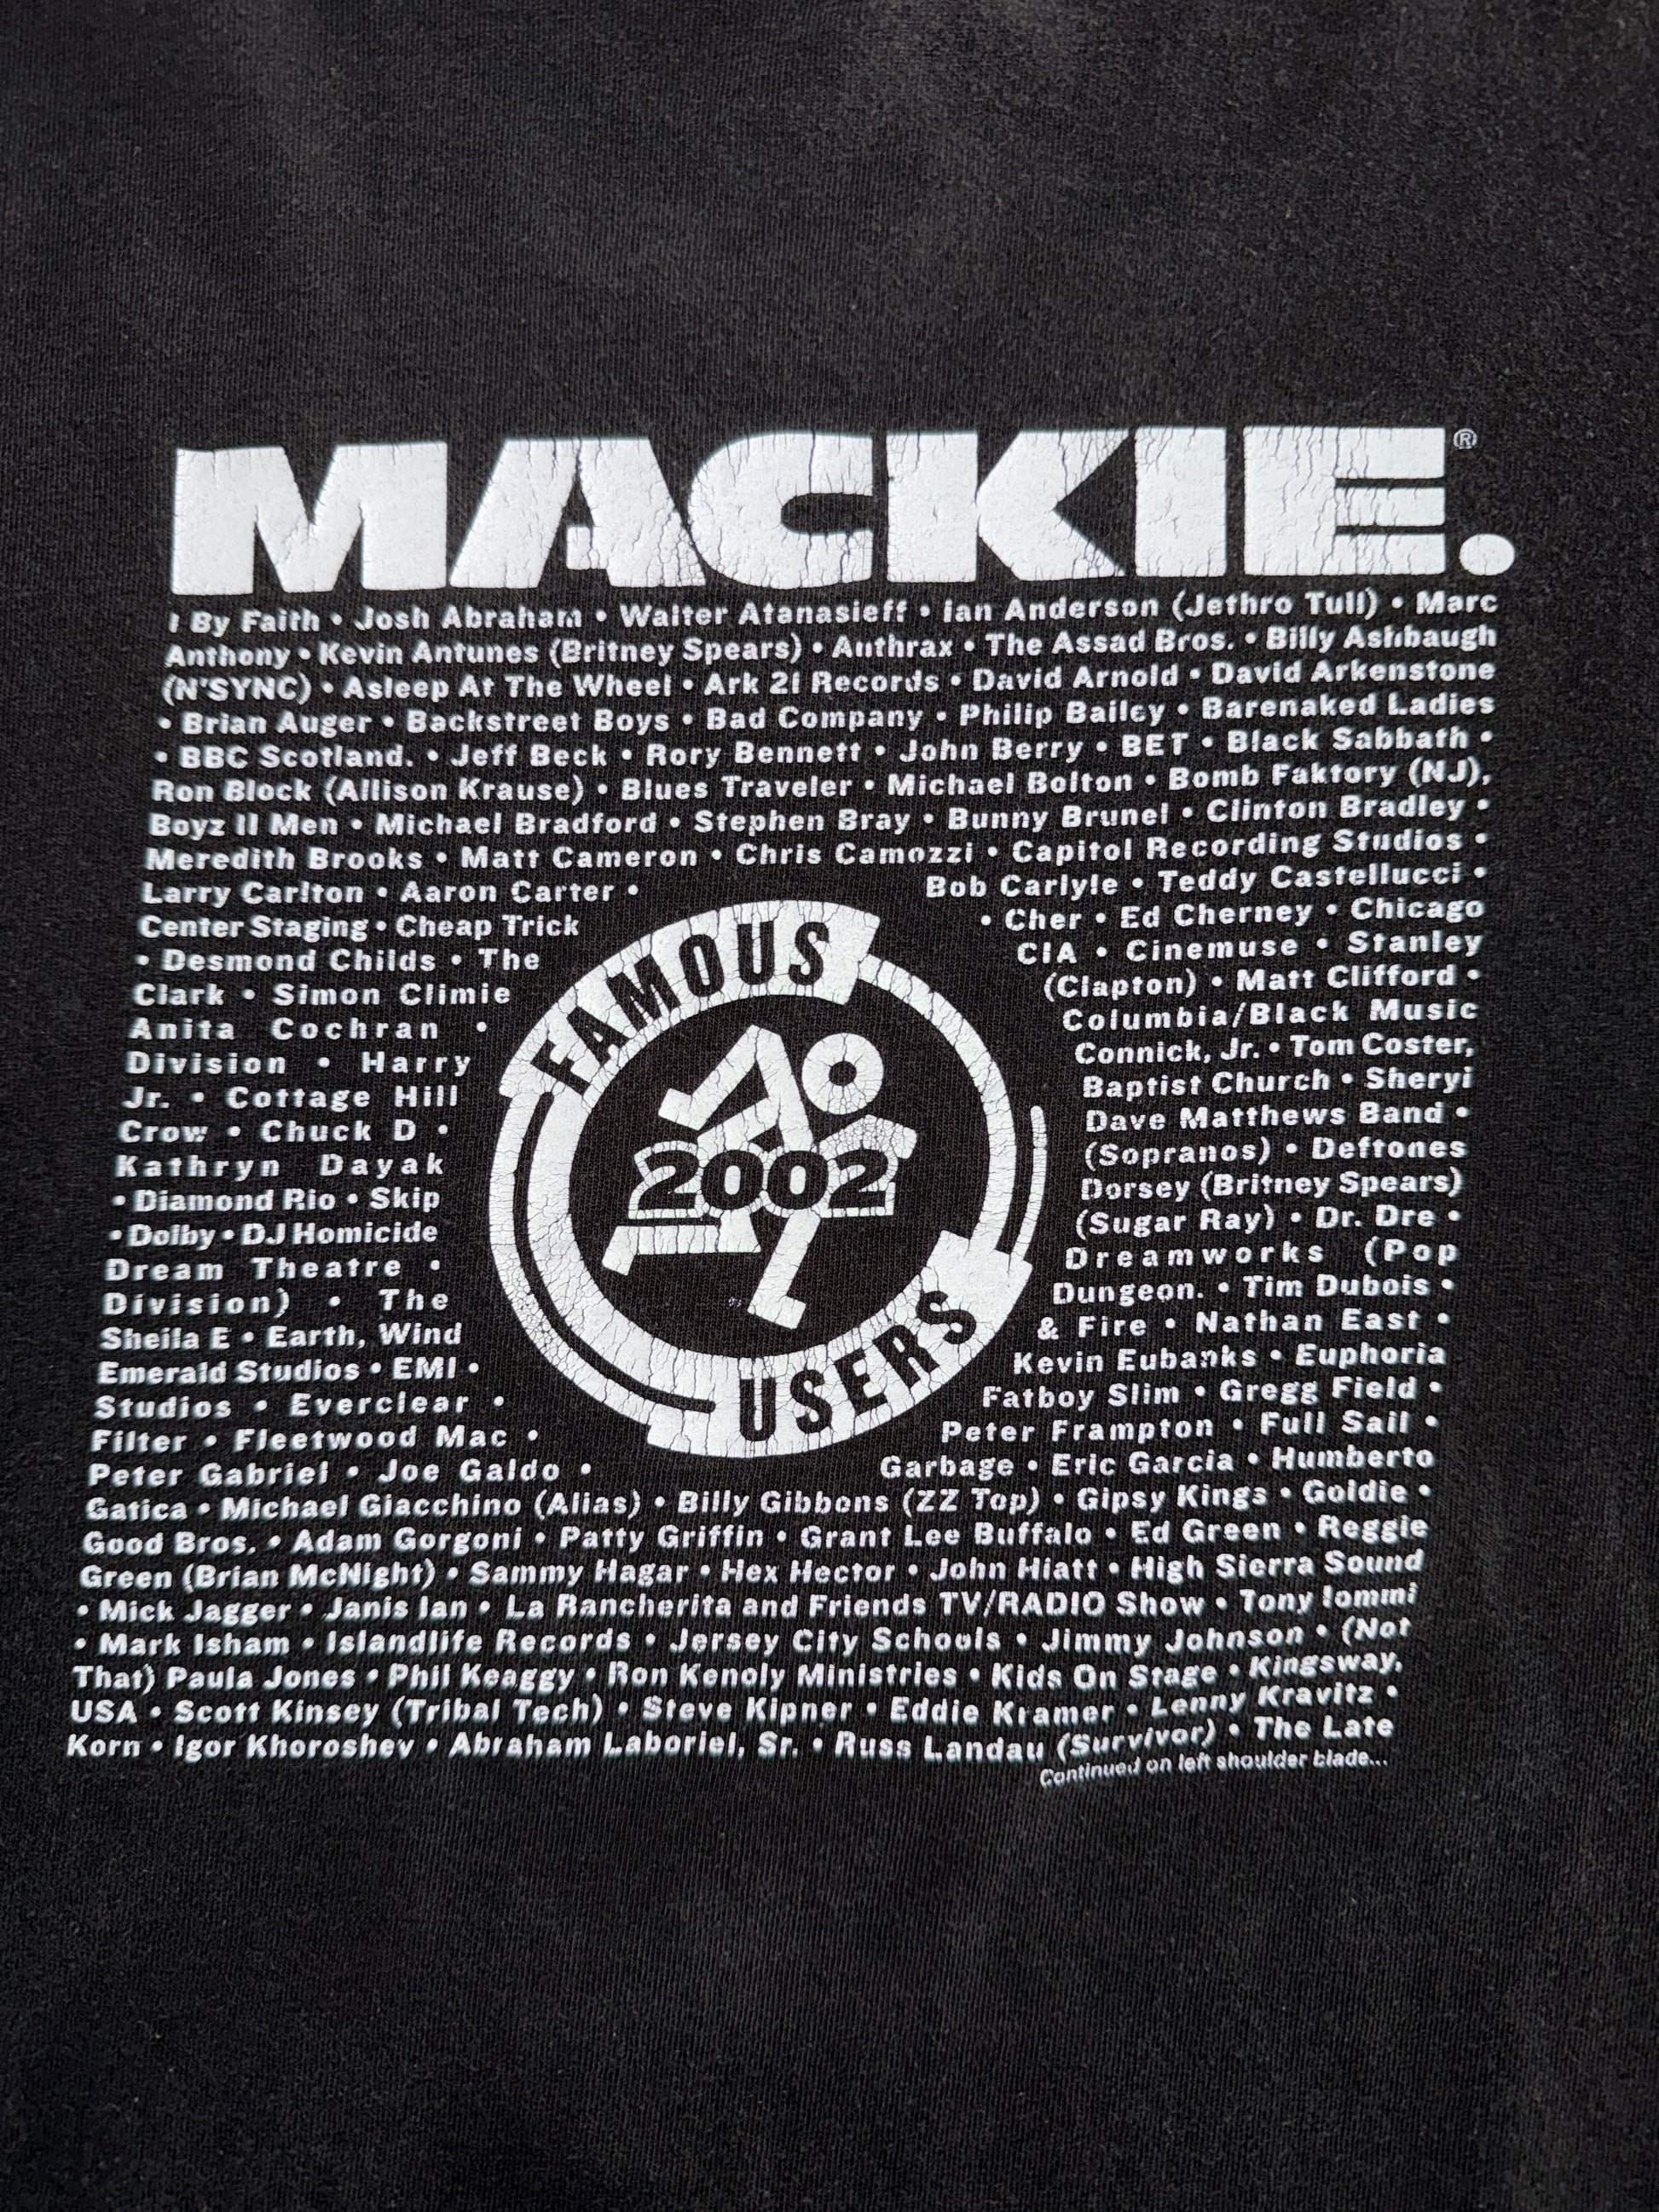 MACKIE.®
1 By Faith • Josh Abraham • Walter Atanasieff • Ian Anderson (Jethro Tull) • Marc
Anthony • Kevin Antunes (Britney Spears) • Anthrax • The Assad Bros. • Billy Ashbaugh
(N'SYNC) • Asleep At The Wheel • Ark 21 Records • David Arnold • David Arkenstone
• Brian Auger • Backstreet Boys • Bad Company • Philip Bailey • Barenaked Ladies
• BBC Scotland. • Jeff Beck • Rory Bennett • John Berry • BET • Black Sabbath •
Ron Block (Allison Krause) • Blues Traveler • Michael Bolton • Bomb Faktory (NJ),
Boyz II Men • Michael Bradford • Stephen Bray • Bunny Brunel • Clinton Bradley •
Meredith Brooks • Matt Cameron • Chris Camozzi • Capitol Recording Studios •
Larry Carlton • Aaron Carter • Bob Carlyle • Teddy Castellucci •
Center Staging • Cheap Trick • Cher • Ed Cherney • Chicago
• Desmond Childs • The CIA • Cinemuse • Stanley
Clark • Simon Climie (Clapton) • Matt Clifford •
Anita Cochran • Columbia/Black Music
Division • Harry Connick, Jr. • Tom Coster,
Jr. • Cottage Hill Baptist Church • Sheryl
Crow • Chuck D • Dave Matthews Band •
Kathryn Dayak (Sopranos) • Deftones
• Diamond Rio • Skip Dorsey (Britney Spears)
• Dolby • DJ Homicide (Sugar Ray) • Dr. Dre •
Dream Theatre • Dreamworks (Pop
Division) • The Dungeon. • Tim Dubois •
Sheila E • Earth, Wind & Fire • Nathan East •
Emerald Studios • EMI • Kevin Eubanks • Euphoria
Studios • Everclear • Fatboy Slim • Gregg Field •
Filter • Fleetwood Mac • Peter Frampton • Full Sail •
Peter Gabriel • Joe Galdo • Garbage • Eric Garcia • Humberto
Gatica • Michael Giacchino (Alias) • Billy Gibbons (ZZ Top) • Gipsy Kings • Goldie •
Good Bros. • Adam Gorgoni • Patty Griffin • Grant Lee Buffalo • Ed Green • Reggie
Green (Brian McNight) • Sammy Hagar • Hex Hector • John Hiatt • High Sierra Sound
• Mick Jagger • Janis Ian • La Rancherita and Friends TV/RADIO Show • Tony Iommi
• Mark Isham • Islandlife Records • Jersey City Schools • Jimmy Johnson • (Not
That) Paula Jones • Phil Keaggy • Ron Kenoly Ministries • Kids On Stage • Kingsway,
USA • Scott Kinsey (Tribal Tech) • Steve Kipner • Eddie Kramer • Lenny Kravitz •
Korn • Igor Khoroshev • Abraham Laboriel, Sr. • Russ Landau (Survivor) • The Late
Continued on left shoulder blade...
FAMOUS
2002
USERS